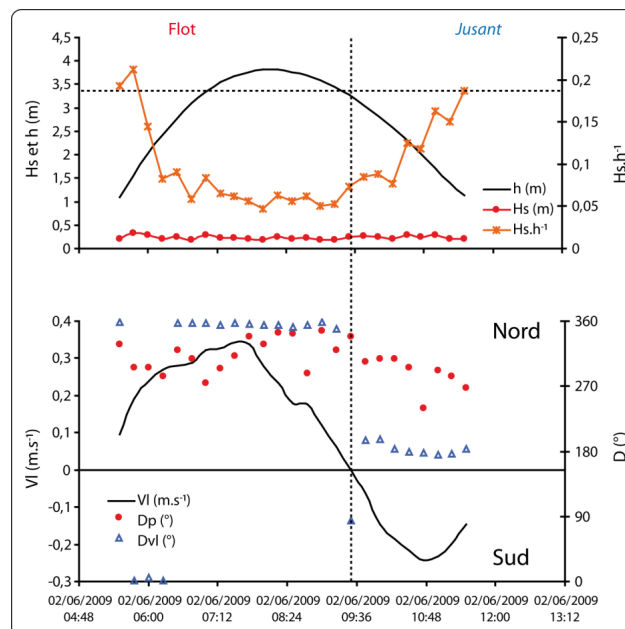 Flot
Jusant
4,5
4
3,5
3
2,5
2
1,5
1
0,5
0
Hs et h (m)
0,25
0,2
0,15
0,1
0,05
0
Hs.h⁻¹
h (m)
Hs (m)
Hs.h⁻¹
0,4
0,3
0,2
0,1
0
-0,1
-0,2
-0,3
Vl (m.s⁻¹)
360
270
180
90
0
D (°)
Nord
Sud
Vl (m.s⁻¹)
Dp (°)
Dvl (°)
02/06/2009 02/06/2009 02/06/2009 02/06/2009 02/06/2009 02/06/2009 02/06/2009 02/06/2009
04:48 06:00 07:12 08:24 09:36 10:48 12:00 13:12